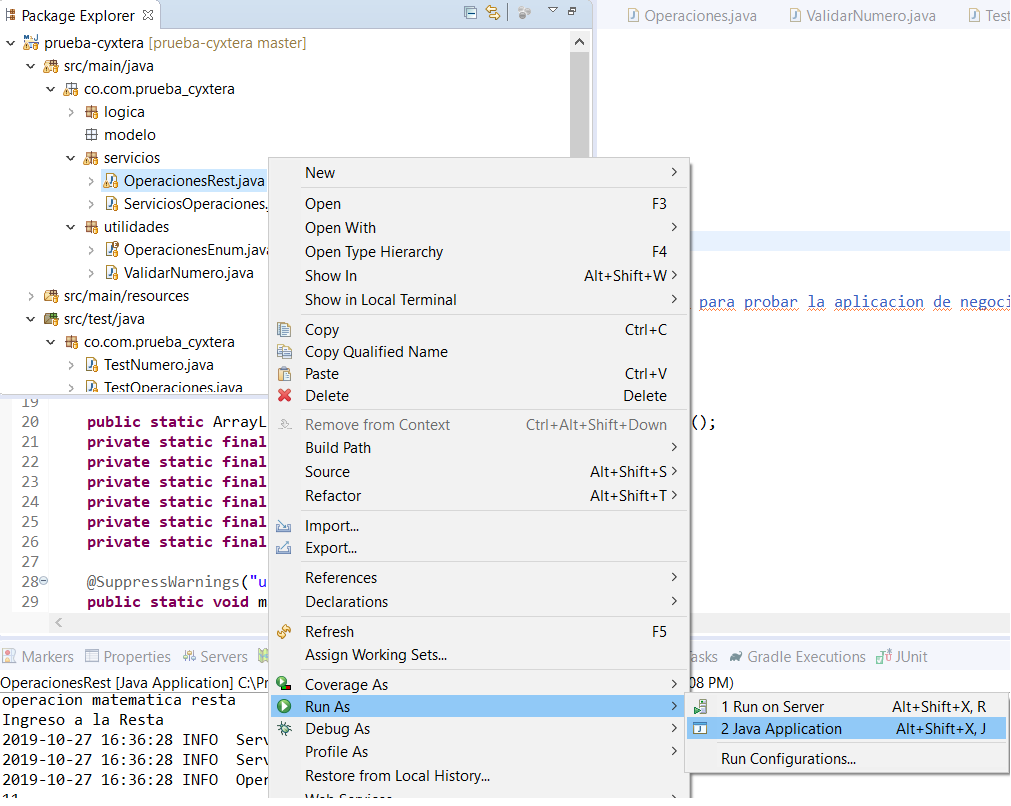 Package Explorer
Operaciones.java
ValidarNumero.java
Test
prueba-cyxtera [prueba-cyxtera master]
src/main/java
co.com.prueba_cyxtera
logica
modelo
servicios
OperacionesRest.java
ServiciosOperaciones.
utilidades
OperacionesEnum.java
ValidarNumero.java
src/main/resources
src/test/java
co.com.prueba_cyxtera
TestNumero.java
TestOperaciones.java
New
Open F3
Open With
Open Type Hierarchy F4
Show In Alt+Shift+W
Show in Local Terminal
Copy Ctrl+C
Copy Qualified Name
Paste Ctrl+V
Delete Delete
Remove from Context Ctrl+Alt+Shift+Down
Build Path
Source Alt+Shift+S
Refactor Alt+Shift+T
Import...
Export...
References
Declarations
Refresh F5
Assign Working Sets...
Coverage As
Run As
Debug As
Profile As
Restore from Local History...
Web Services
1 Run on Server Alt+Shift+X, R
2 Java Application Alt+Shift+X, J
Run Configurations...
para probar la aplicacion de negoci
19
20 public static ArrayL ();
21 private static final
22 private static final
23 private static final
24 private static final
25 private static final
26 private static final
27
28 @SuppressWarnings("u
29 public static void m
Markers Properties Servers asks Gradle Executions JUnit
OperacionesRest [Java Application] C:\Pr 08 PM)
operacion matematica resta
Ingreso a la Resta
2019-10-27 16:36:28 INFO Serv
2019-10-27 16:36:28 INFO Serv
2019-10-27 16:36:28 INFO Oper
11